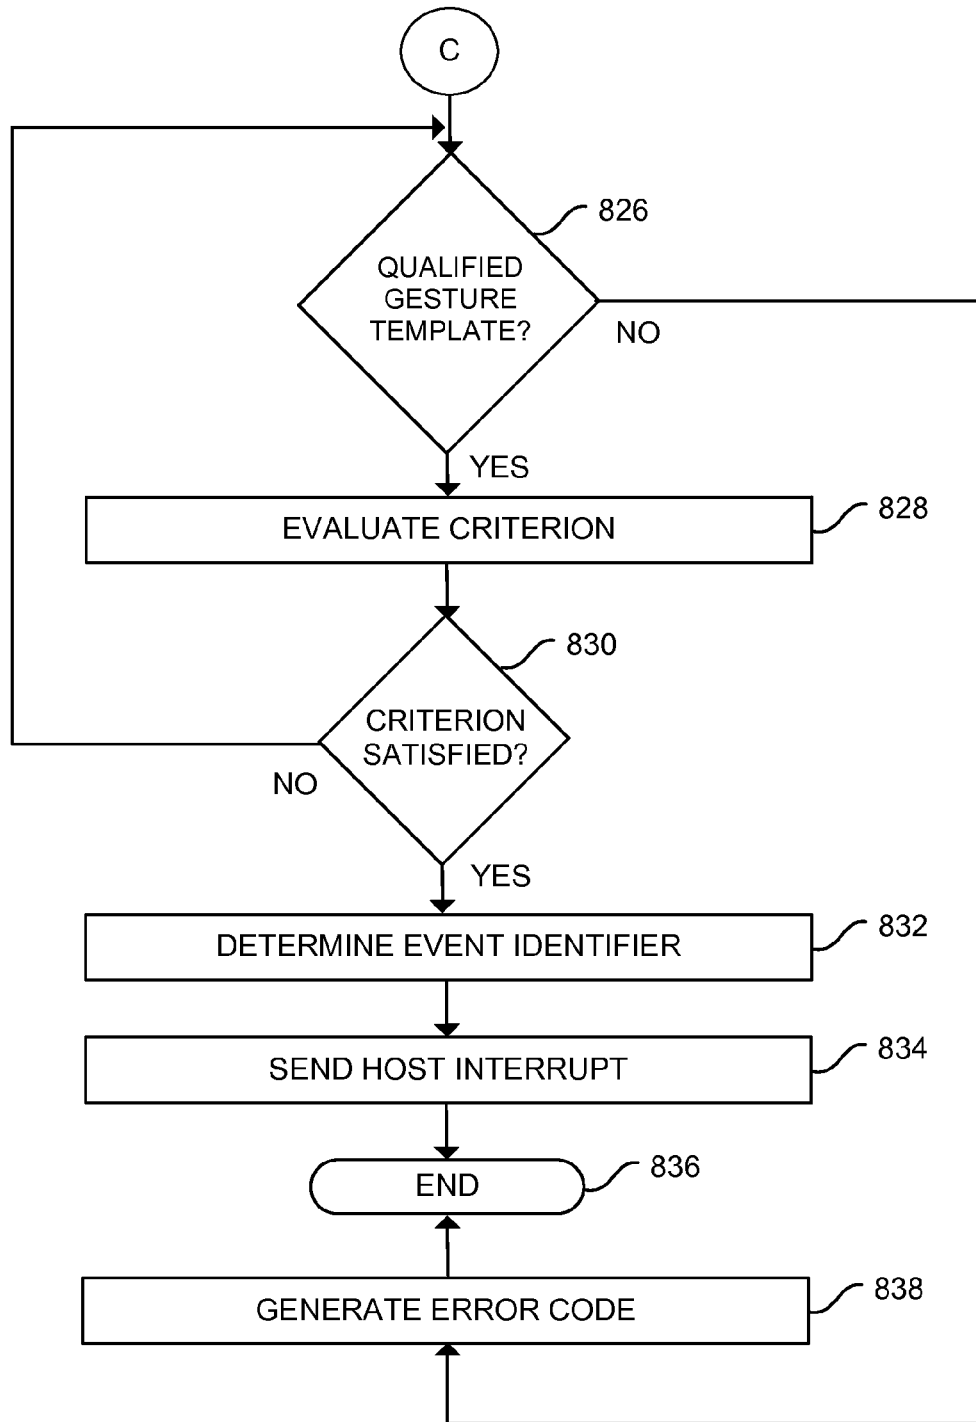 C
826
QUALIFIED
GESTURE
TEMPLATE?
NO
YES
EVALUATE CRITERION
828
830
CRITERION
SATISFIED?
NO
YES
DETERMINE EVENT IDENTIFIER
832
SEND HOST INTERRUPT
834
END
836
GENERATE ERROR CODE
838